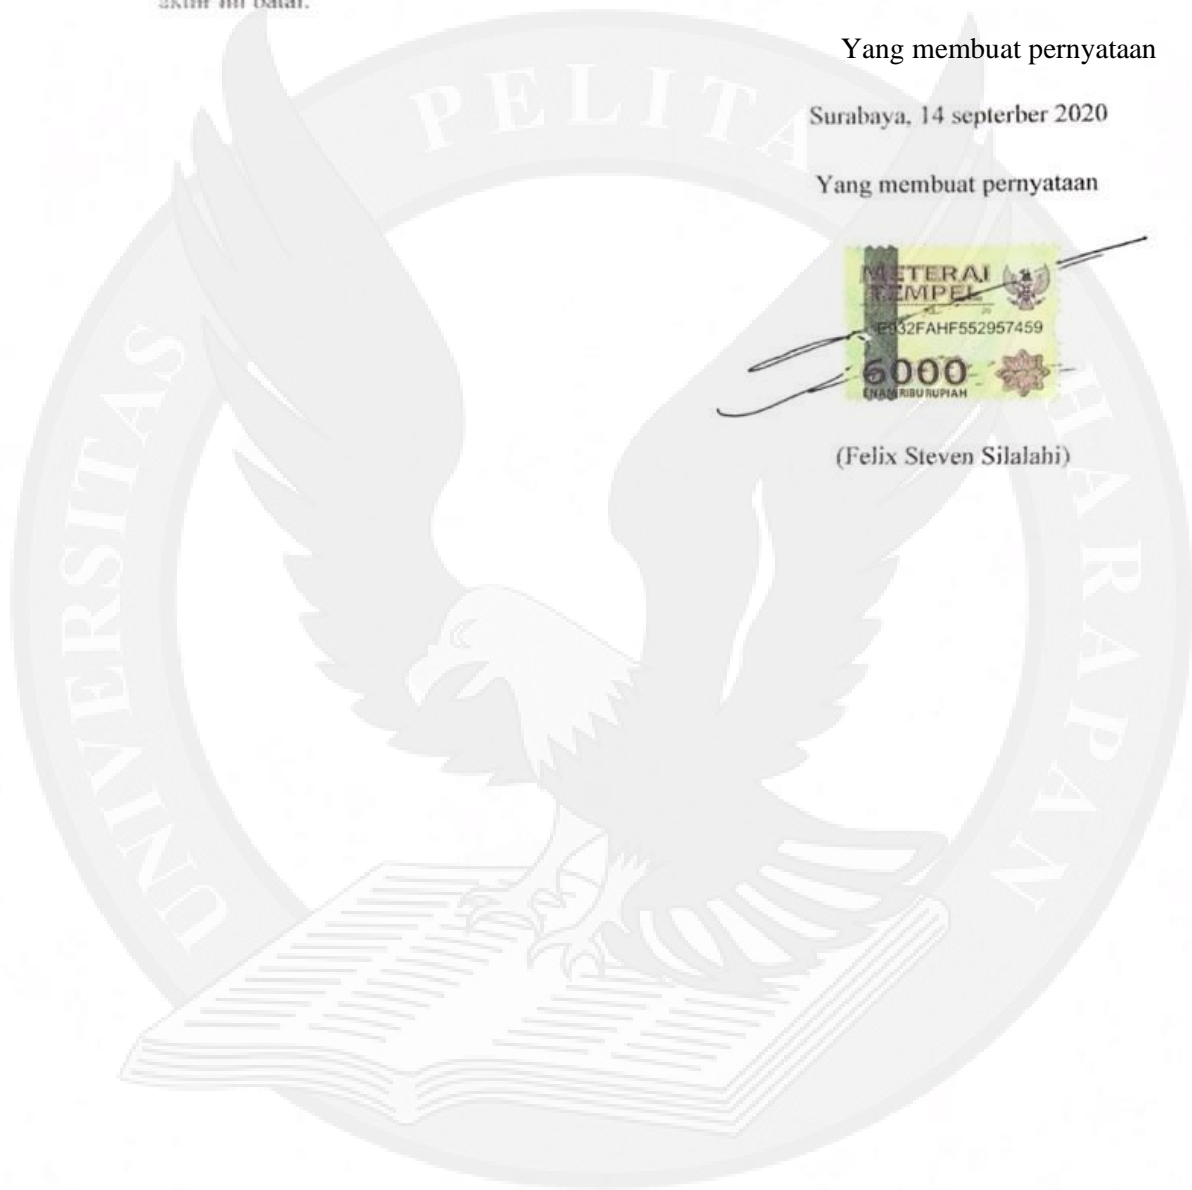 akhir ini batal.
Yang membuat pernyataan
Surabaya, 14 septerber 2020
Yang membuat pernyataan
METERAI
TEMPEL
E932FAHF552957459
6000
ENAM RIBU RUPIAH
(Felix Steven Silalahi)
UNIVERSITAS PELITA HARAPAN